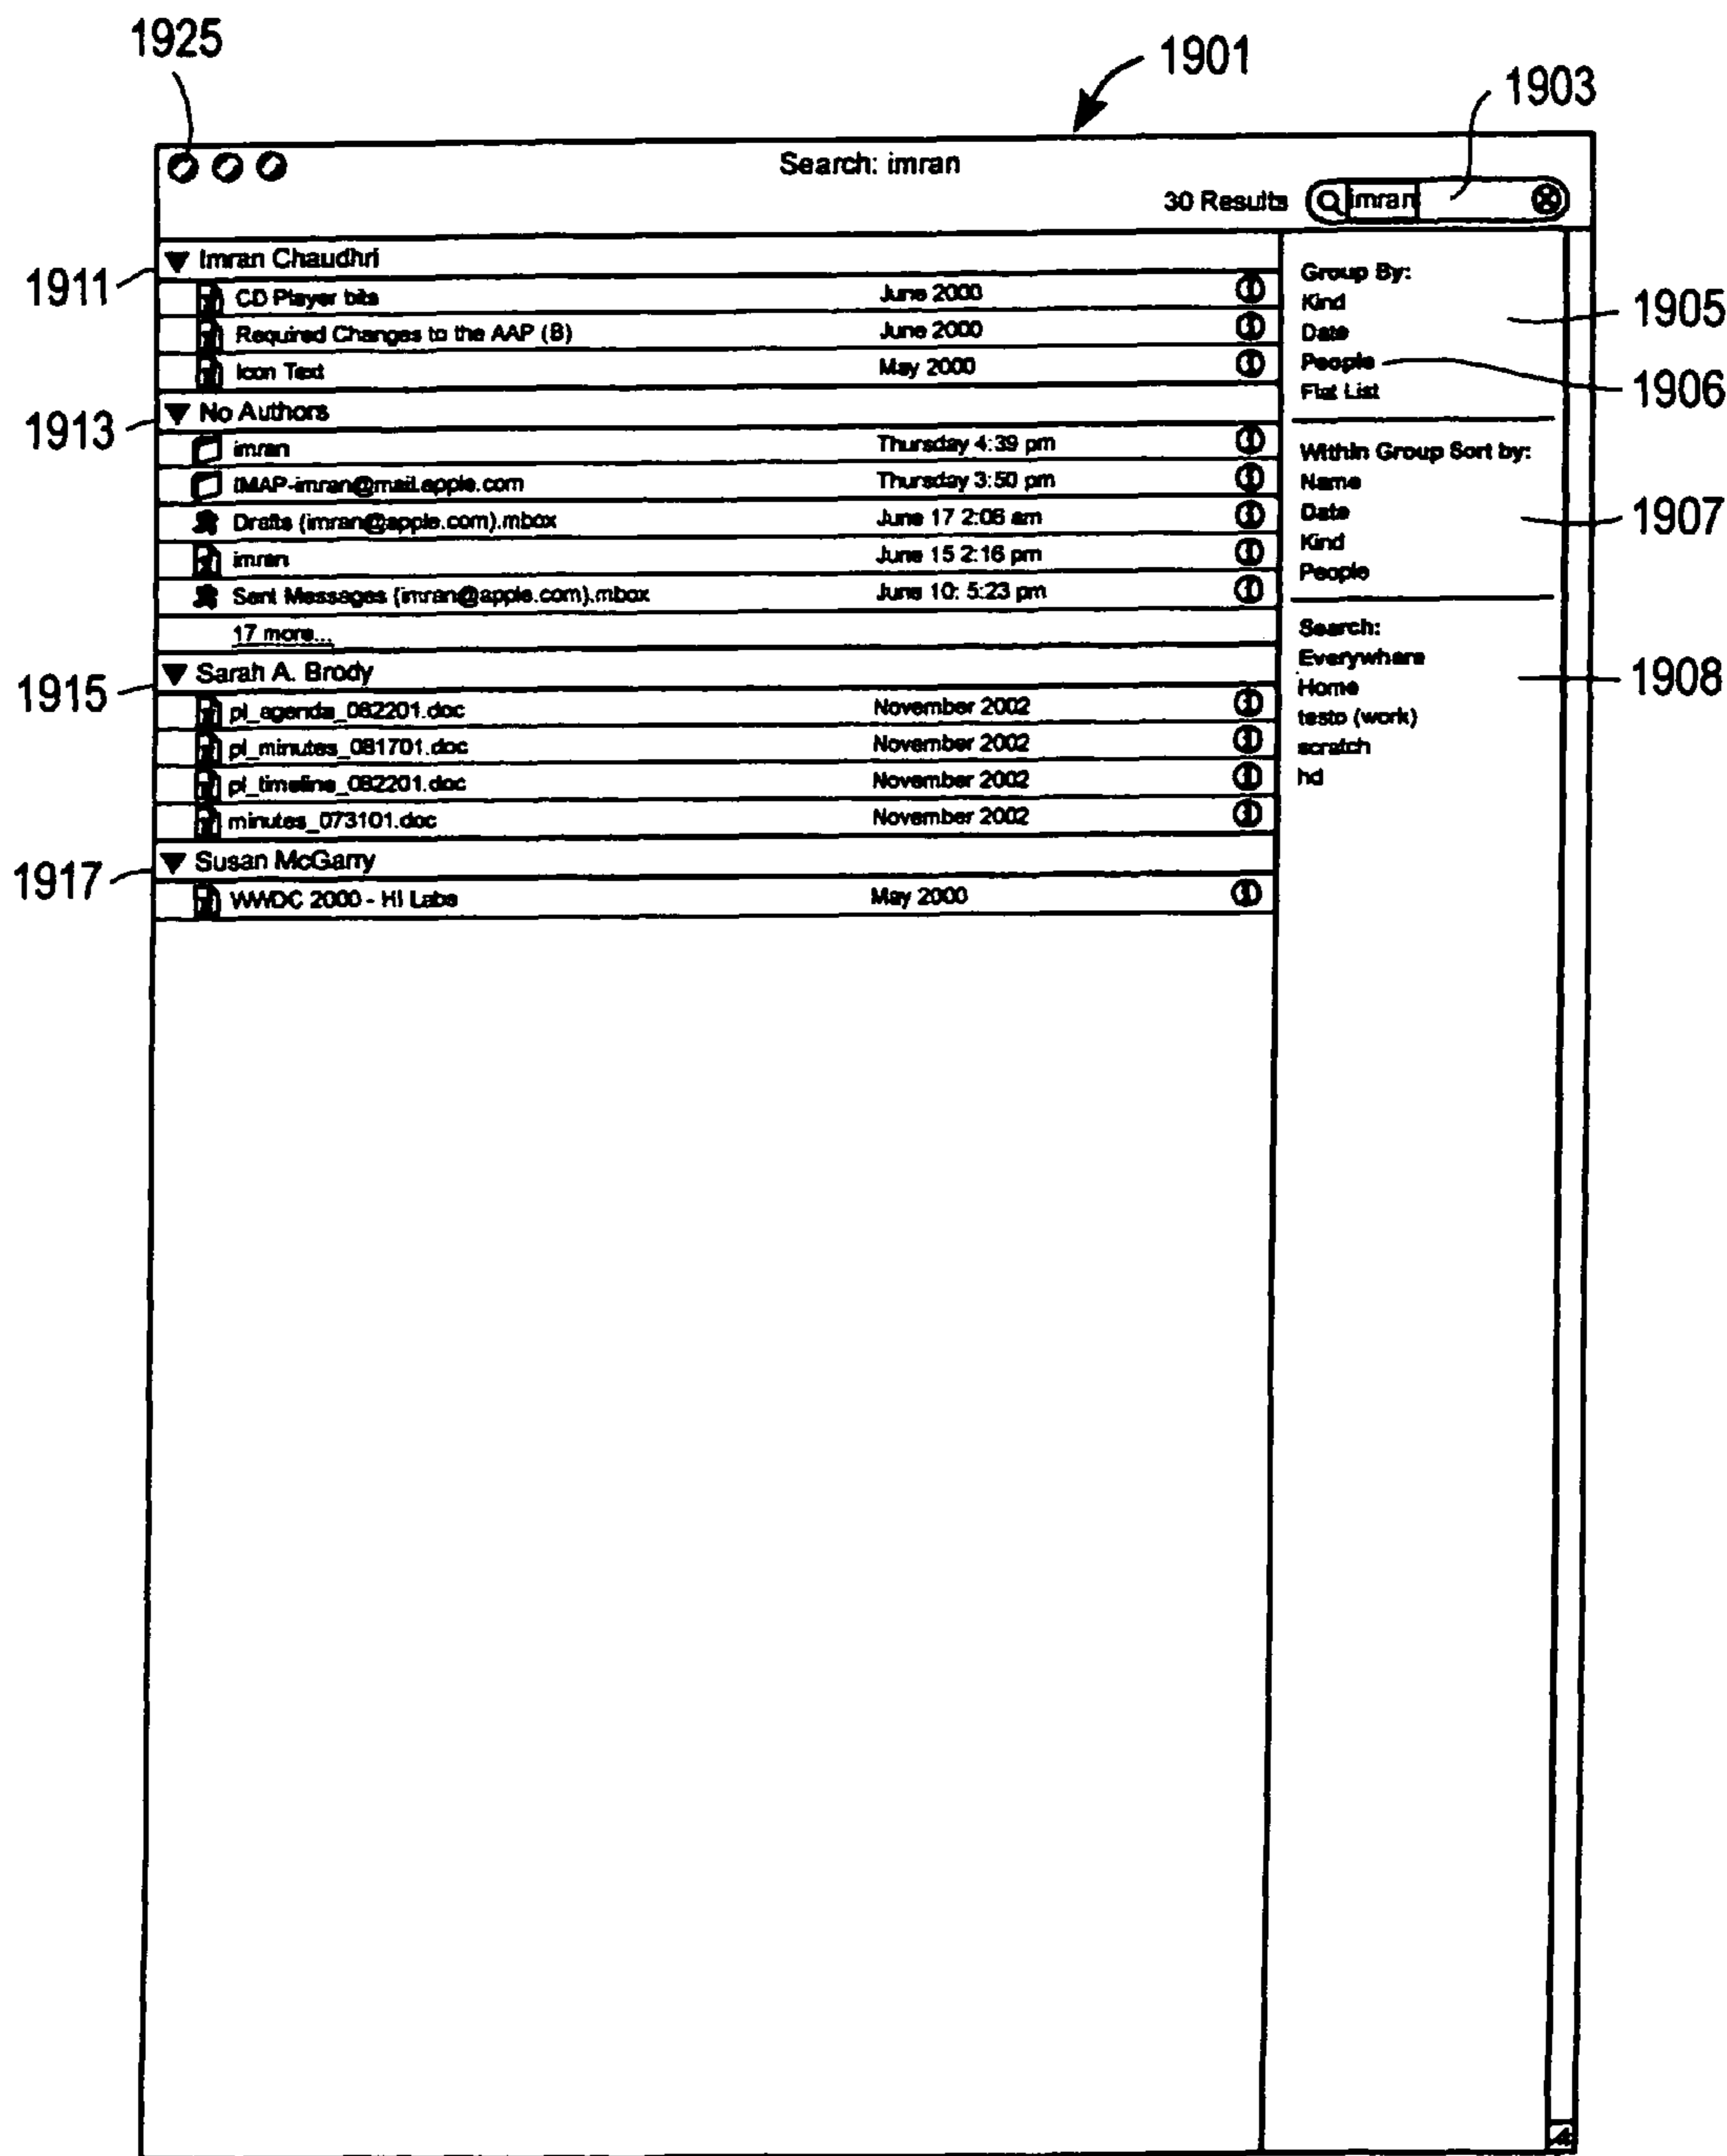 1925
1901
1903
Search: imran
30 Results imran
1911 Imran Chaudhri
CD Player bits June 2000
Required Changes to the AAP (B) June 2000
Icon Text May 2000
1913 No Authors
imran Thursday 4:39 pm
IMAP-imran@mail.apple.com Thursday 3:50 pm
Drafts (imran@apple.com).mbox June 17 2:06 am
imran June 15 2:16 pm
Sent Messages (imran@apple.com).mbox June 10: 5:23 pm
17 more...
1915 Sarah A. Brody
pl_agenda_082201.doc November 2002
pl_minutes_081701.doc November 2002
pl_timeline_082201.doc November 2002
minutes_073101.doc November 2002
1917 Susan McGarry
WWDC 2000 - HI Labs May 2000
Group By:
Kind
1905
Date
People
1906
Flat List
Within Group Sort by:
Name
Date
1907
Kind
People
Search:
Everywhere
Home
1908
testo (work)
scratch
hd